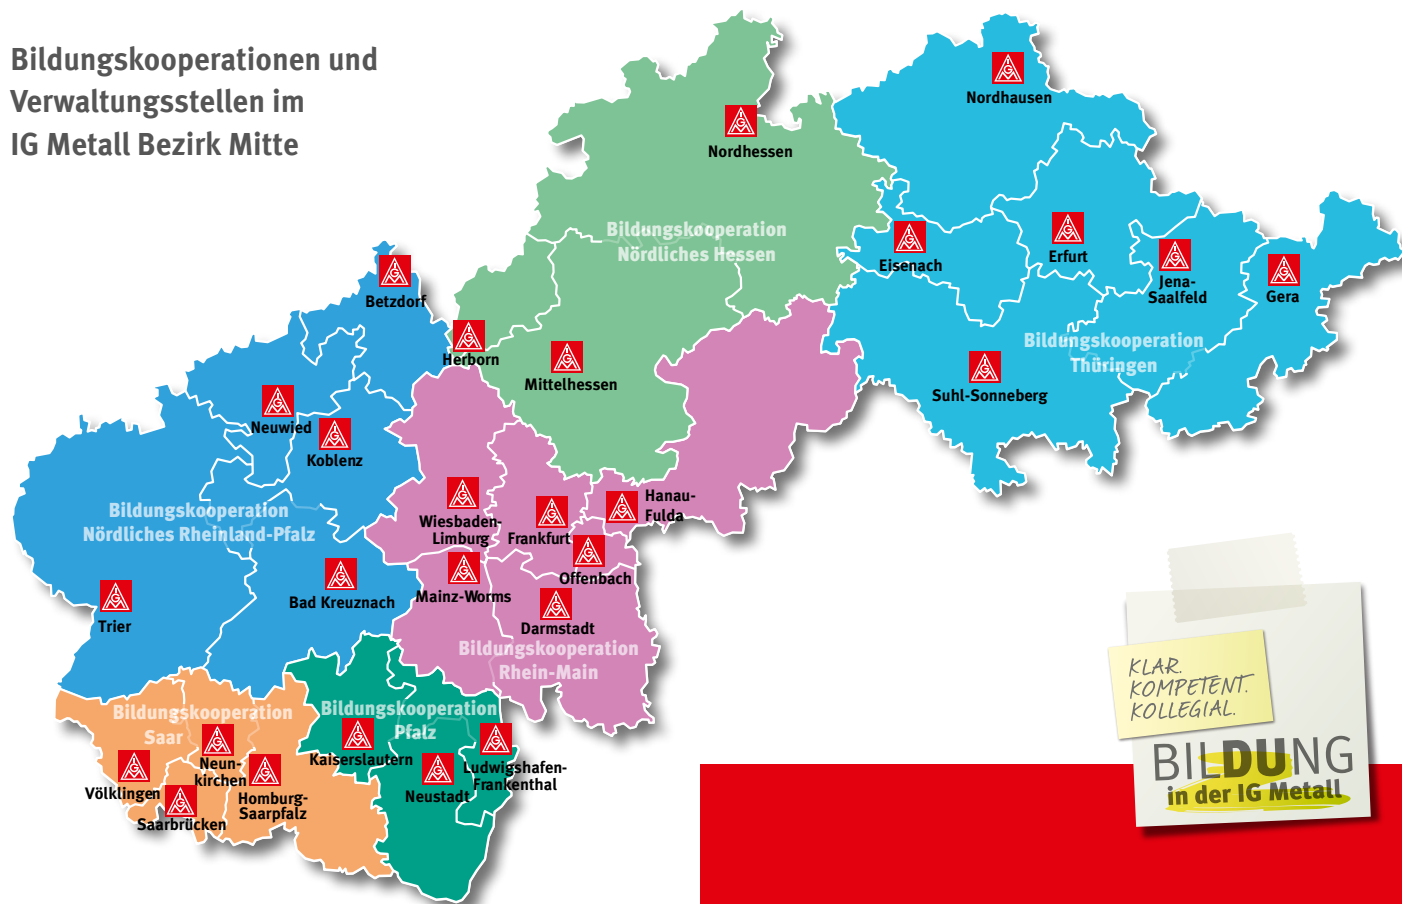 Bildungskooperationen und
Verwaltungsstellen im
IG Metall Bezirk Mitte
Nordhausen
Nordhessen
Bildungskooperation
Nördliches Hessen
Eisenach
Erfurt
Jena-
Saalfeld
Gera
Betzdorf
Herborn
Mittelhessen
Bildungskooperation
Thüringen
Suhl-Sonneberg
Neuwied
Koblenz
Bildungskooperation
Nördliches Rheinland-Pfalz
Wiesbaden-
Limburg
Frankfurt
Hanau-
Fulda
Offenbach
Trier
Bad Kreuznach
Mainz-Worms
Darmstadt
Bildungskooperation
Rhein-Main
Bildungskooperation
Saar
Bildungskooperation
Pfalz
Völklingen
Neun-
kirchen
Saarbrücken
Homburg-
Saarpfalz
Kaiserslautern
Neustadt
Ludwigshafen-
Frankenthal
KLAR.
KOMPETENT.
KOLLEGIAL.
BILDUNG
in der IG Metall